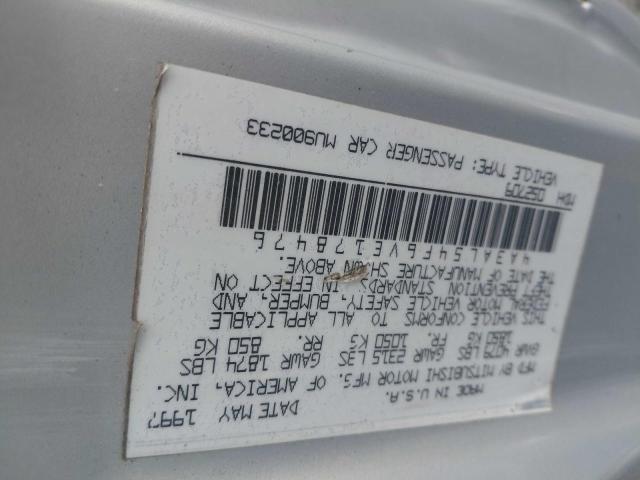 MADE IN U.S.A. DATE MAY 1997
MFD BY MITSUBISHI MOTOR MFG. OF AMERICA, INC.
GVWR 4079 LBS GAWR 2315 LBS GAWR 1874 LBS
1850 KG FR. 1050 KG RR. 850 KG
THIS VEHICLE CONFORMS TO ALL APPLICABLE
FEDERAL MOTOR VEHICLE SAFETY, BUMPER, AND
THEFT PREVENTION STANDARDS IN EFFECT ON
THE DATE OF MANUFACTURE SHOWN ABOVE.
4A3AL54F6VE178476
MDH 052709
VEHICLE TYPE: PASSENGER CAR MU900233